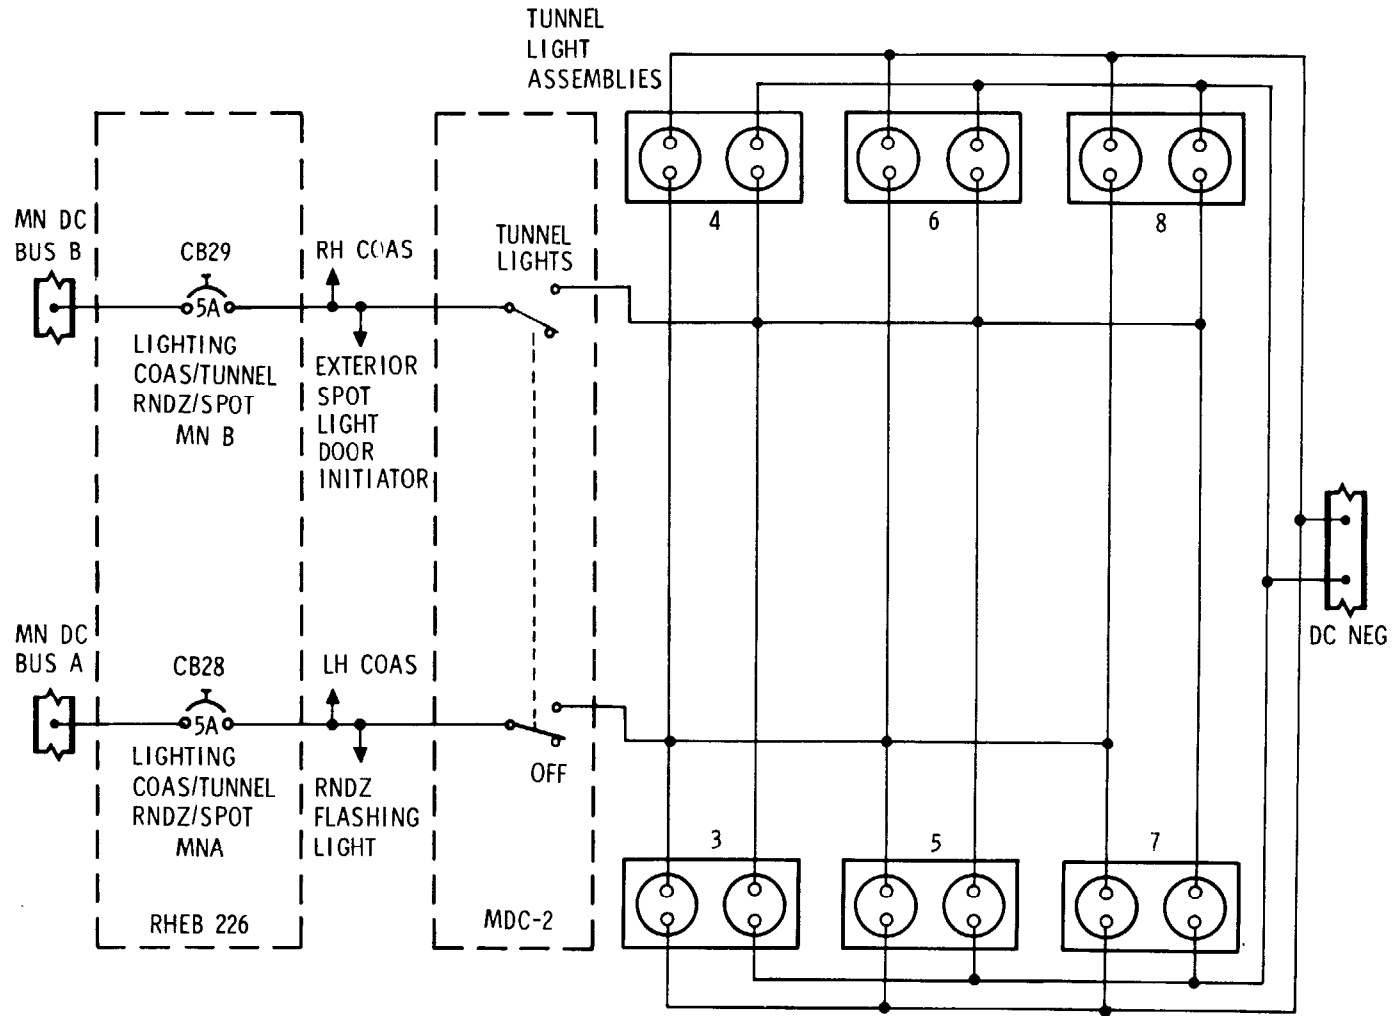 TUNNEL
LIGHT
ASSEMBLIES
4
6
8
MN DC
BUS B
CB29
5A
LIGHTING
COAS/TUNNEL
RNDZ/SPOT
MN B
RH COAS
EXTERIOR
SPOT
LIGHT
DOOR
INITIATOR
TUNNEL
LIGHTS
DC NEG
MN DC
BUS A
CB28
5A
LIGHTING
COAS/TUNNEL
RNDZ/SPOT
MNA
RHEB 226
LH COAS
RNDZ
FLASHING
LIGHT
OFF
MDC-2
3
5
7